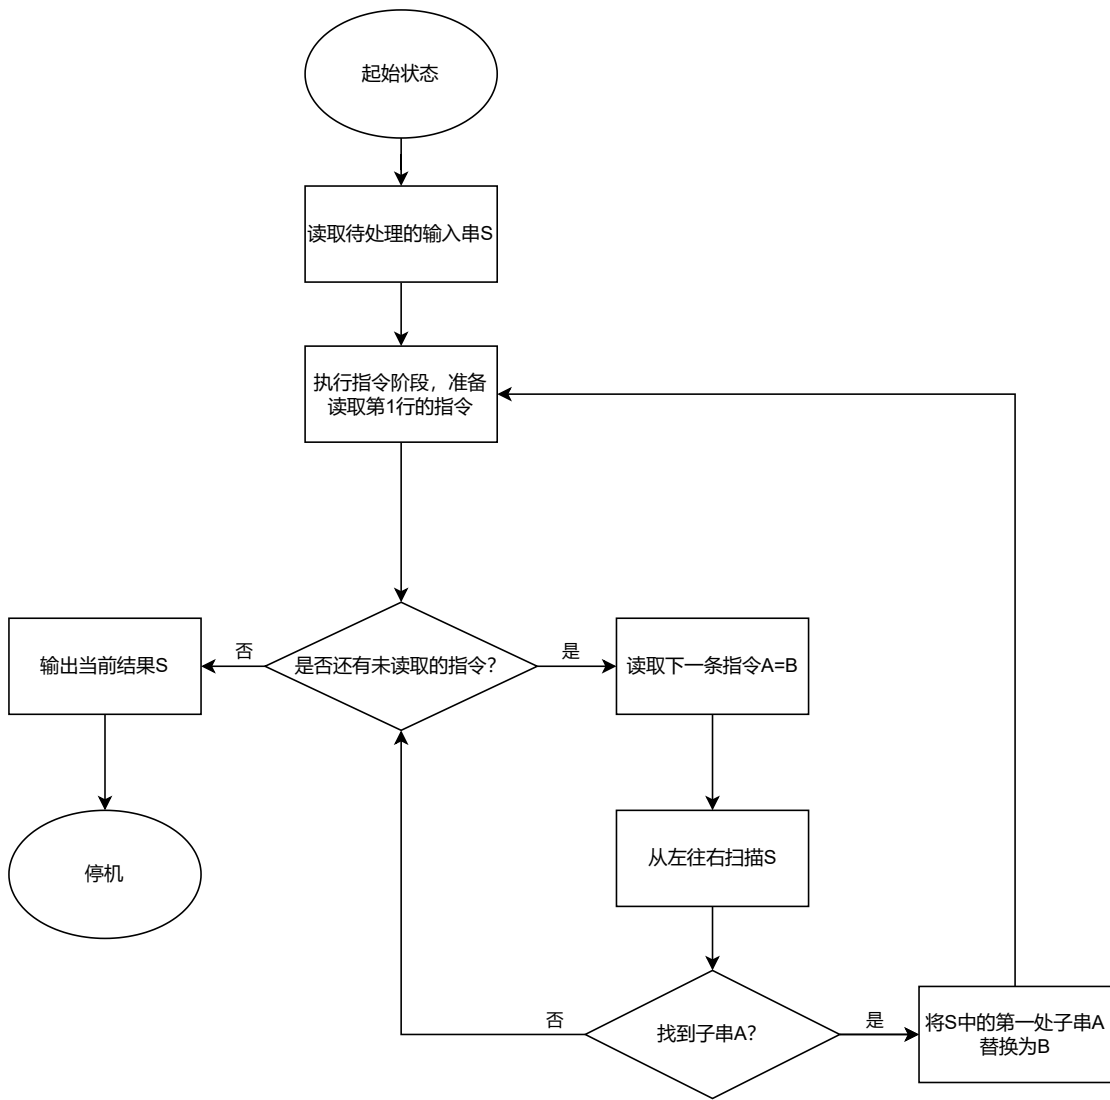 起始状态
读取待处理的输入串S
执行指令阶段，准备
读取第1行的指令
否
是
输出当前结果S
是否还有未读取的指令？
读取下一条指令A=B
停机
从左往右扫描S
否
是
找到子串A？
将S中的第一处子串A
替换为B